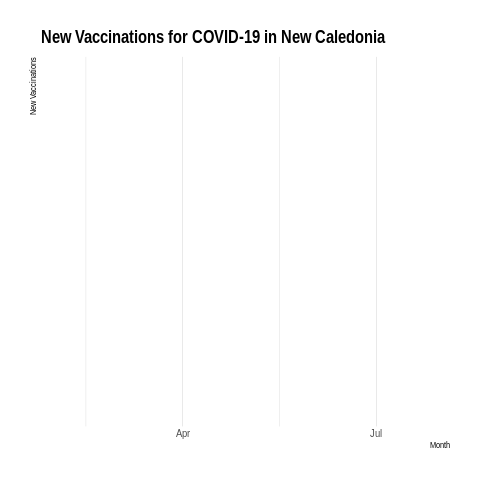 New Vaccinations for COVID-19 in New Caledonia
New Vaccinations
Apr
Jul
Month